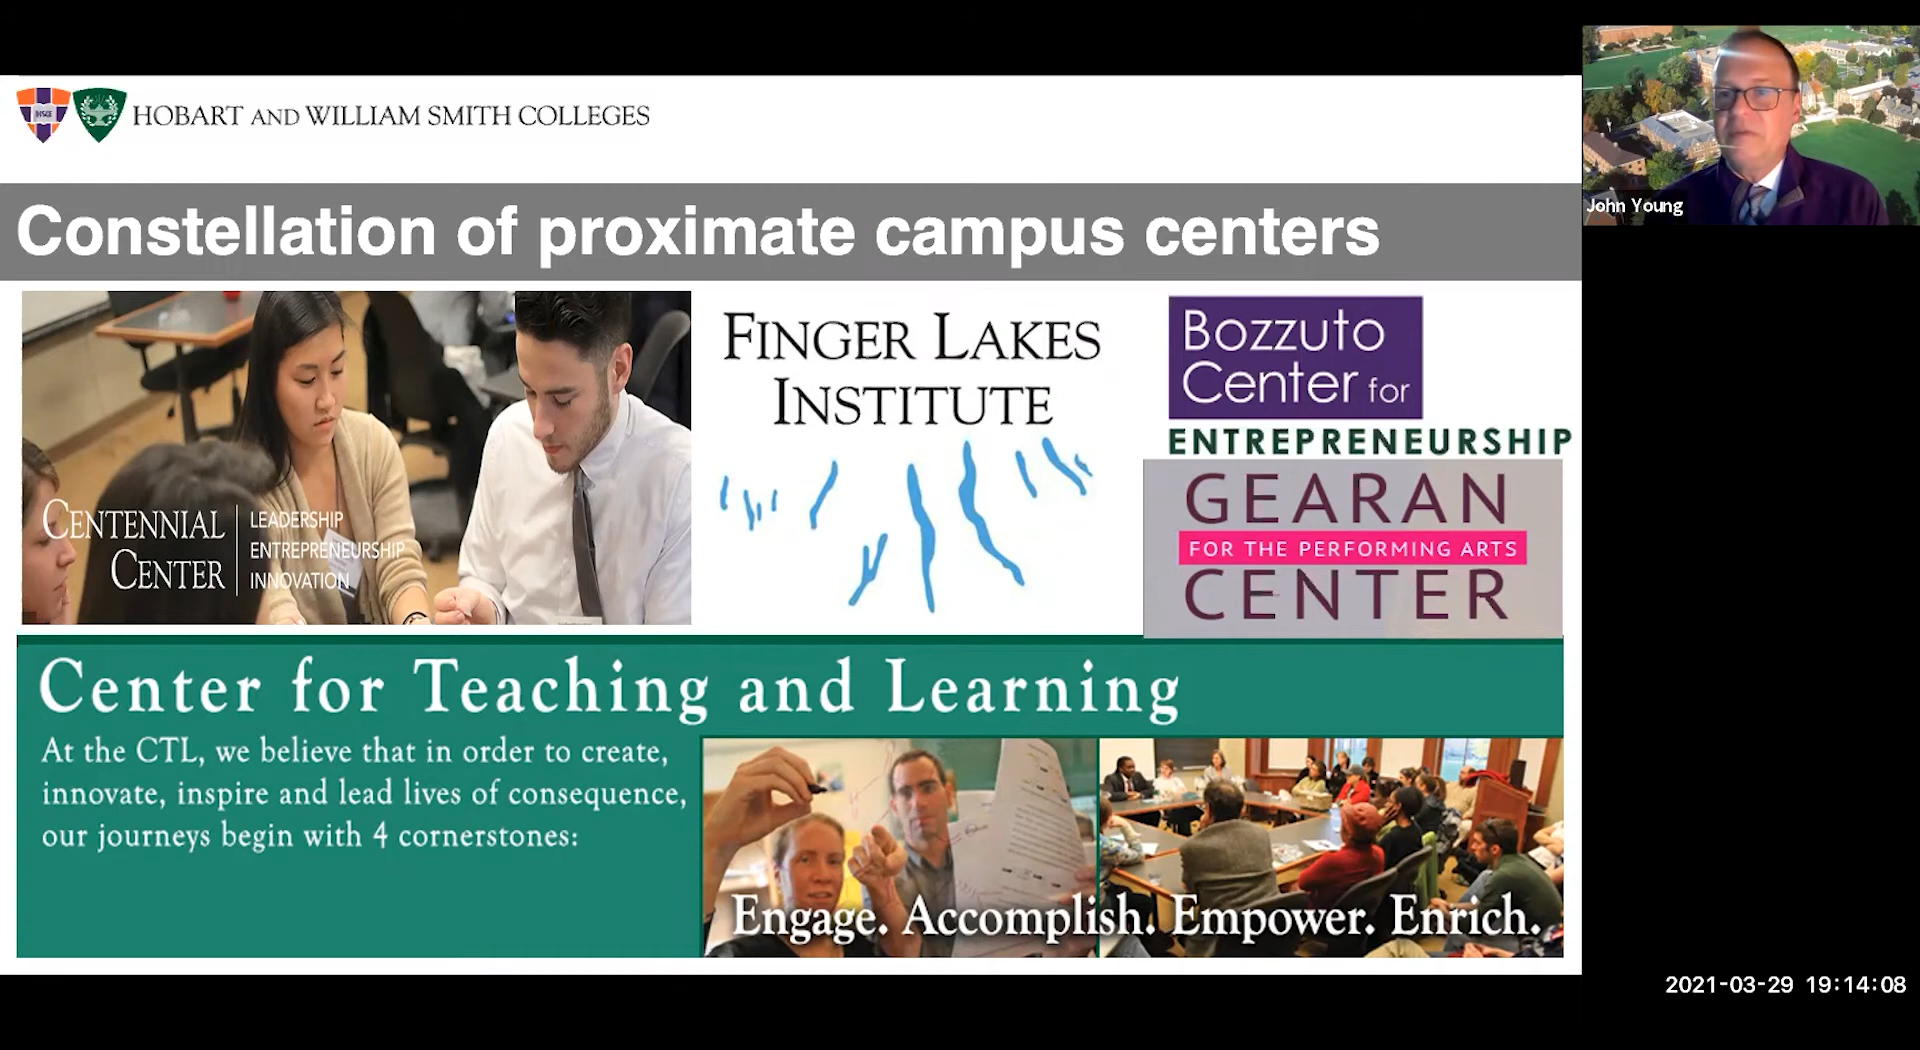 HOBART AND WILLIAM SMITH COLLEGES
Constellation of proximate campus centers
CENTENNIAL
CENTER
LEADERSHIP
ENTREPRENEURSHIP
INNOVATION
FINGER LAKES
INSTITUTE
Bozzuto
Center for
ENTREPRENEURSHIP
GEARAN
FOR THE PERFORMING ARTS
CENTER
Center for Teaching and Learning
At the CTL, we believe that in order to create,
innovate, inspire and lead lives of consequence,
our journeys begin with 4 cornerstones:
Engage. Accomplish. Empower. Enrich.
John Young
2021-03-29 19:14:08